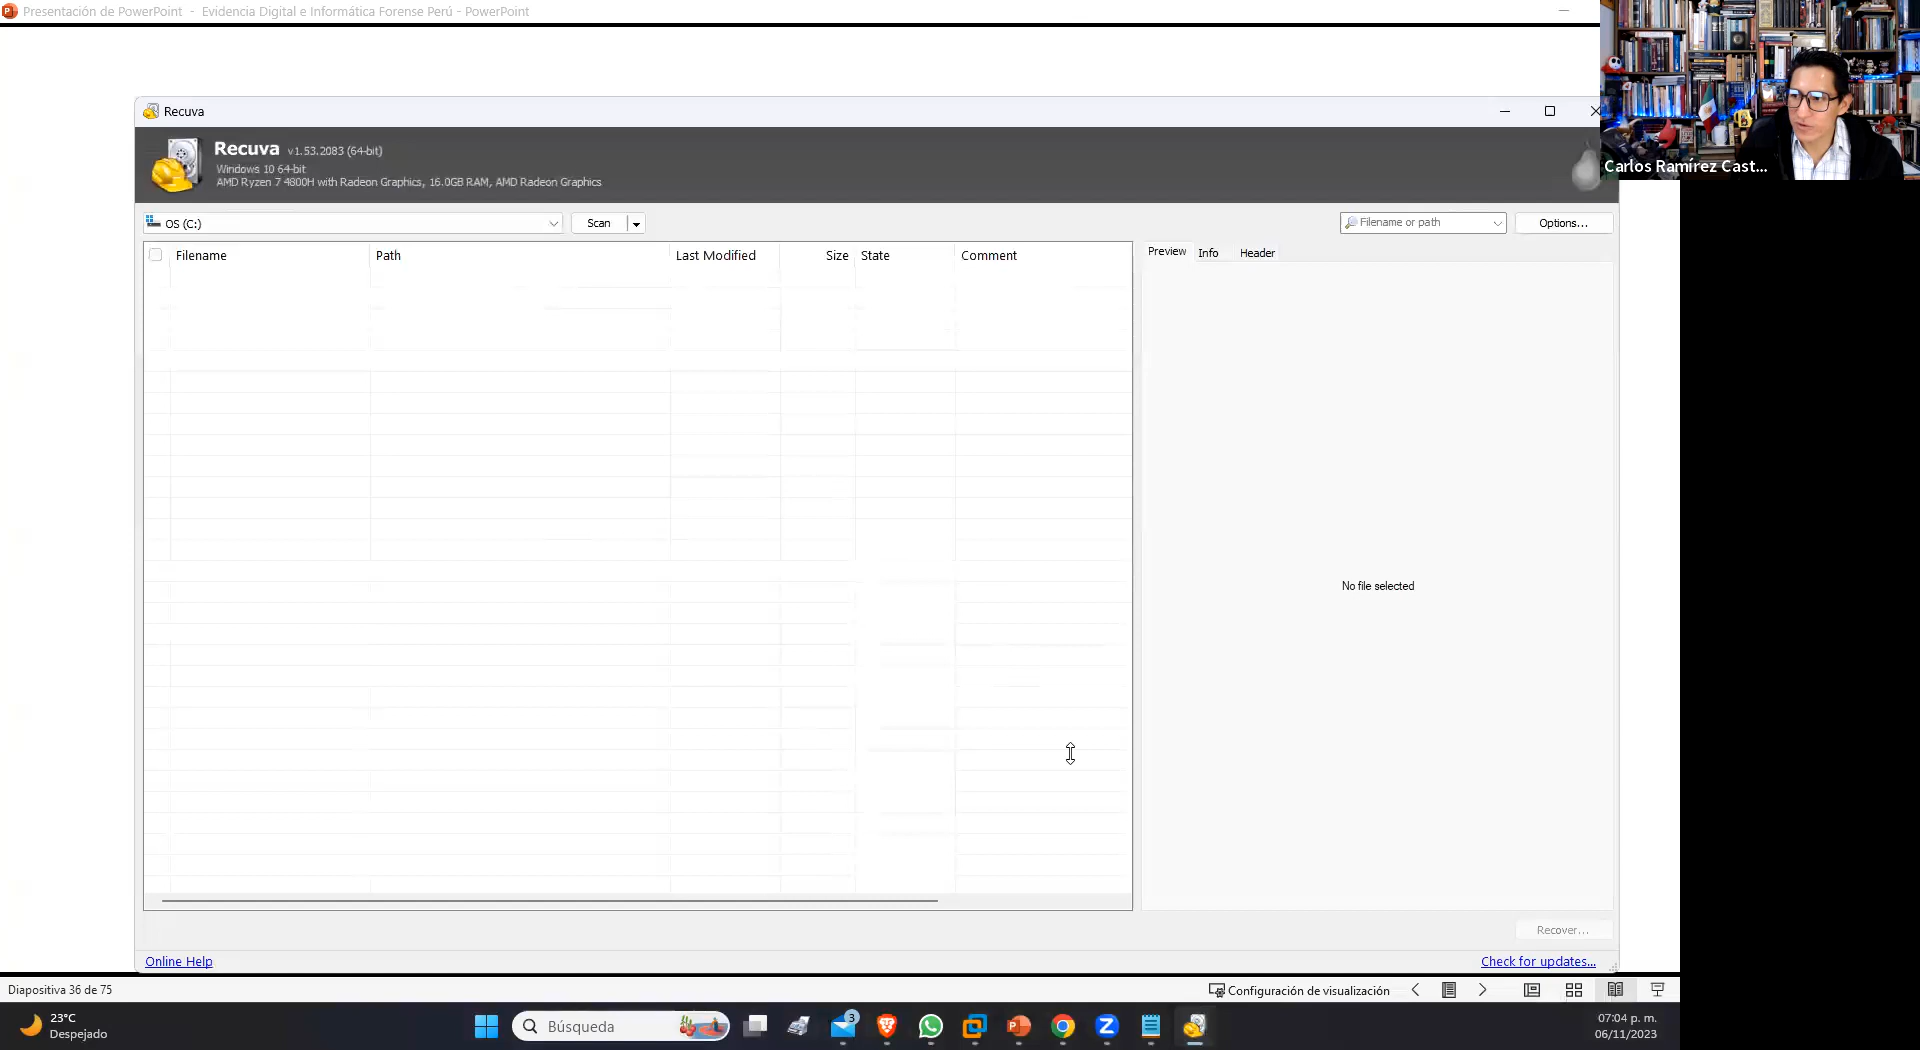 Presentación de PowerPoint - Evidencia Digital e Informática Forense Perú - PowerPoint
Recuva
Recuva v1.53.2083 (64-bit)
Windows 10 64-bit
AMD Ryzen 7 4800H with Radeon Graphics, 16.0GB RAM, AMD Radeon Graphics
Carlos Ramírez Cast...
OS (C:)
Scan
Filename or path
Options...
Filename Path Last Modified Size State Comment
Preview Info Header
No file selected
Recover...
Online Help
Check for updates...
Diapositiva 36 de 75
Configuración de visualización
23°C
Despejado
Búsqueda
3
07:04 p. m.
06/11/2023